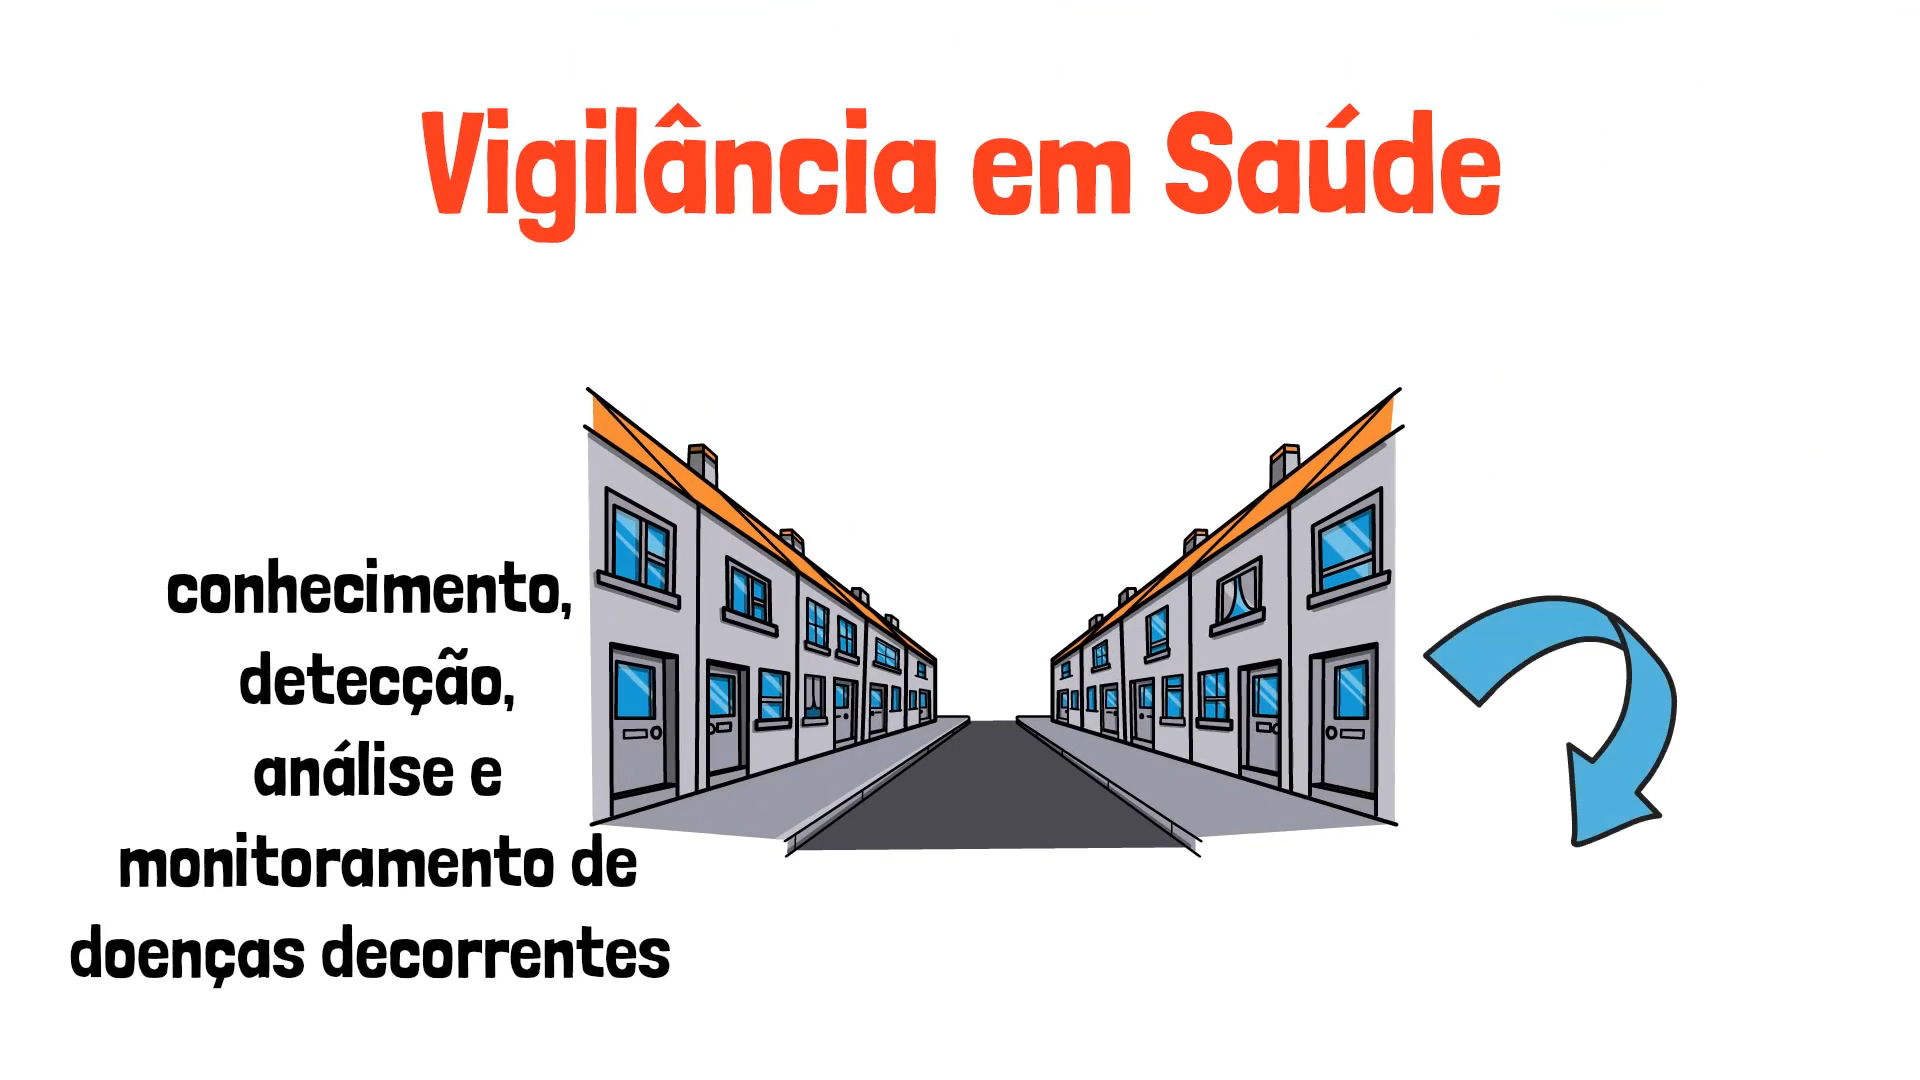 Vigilância em Saúde
conhecimento,
detecção,
análise e
monitoramento de
doenças decorrentes